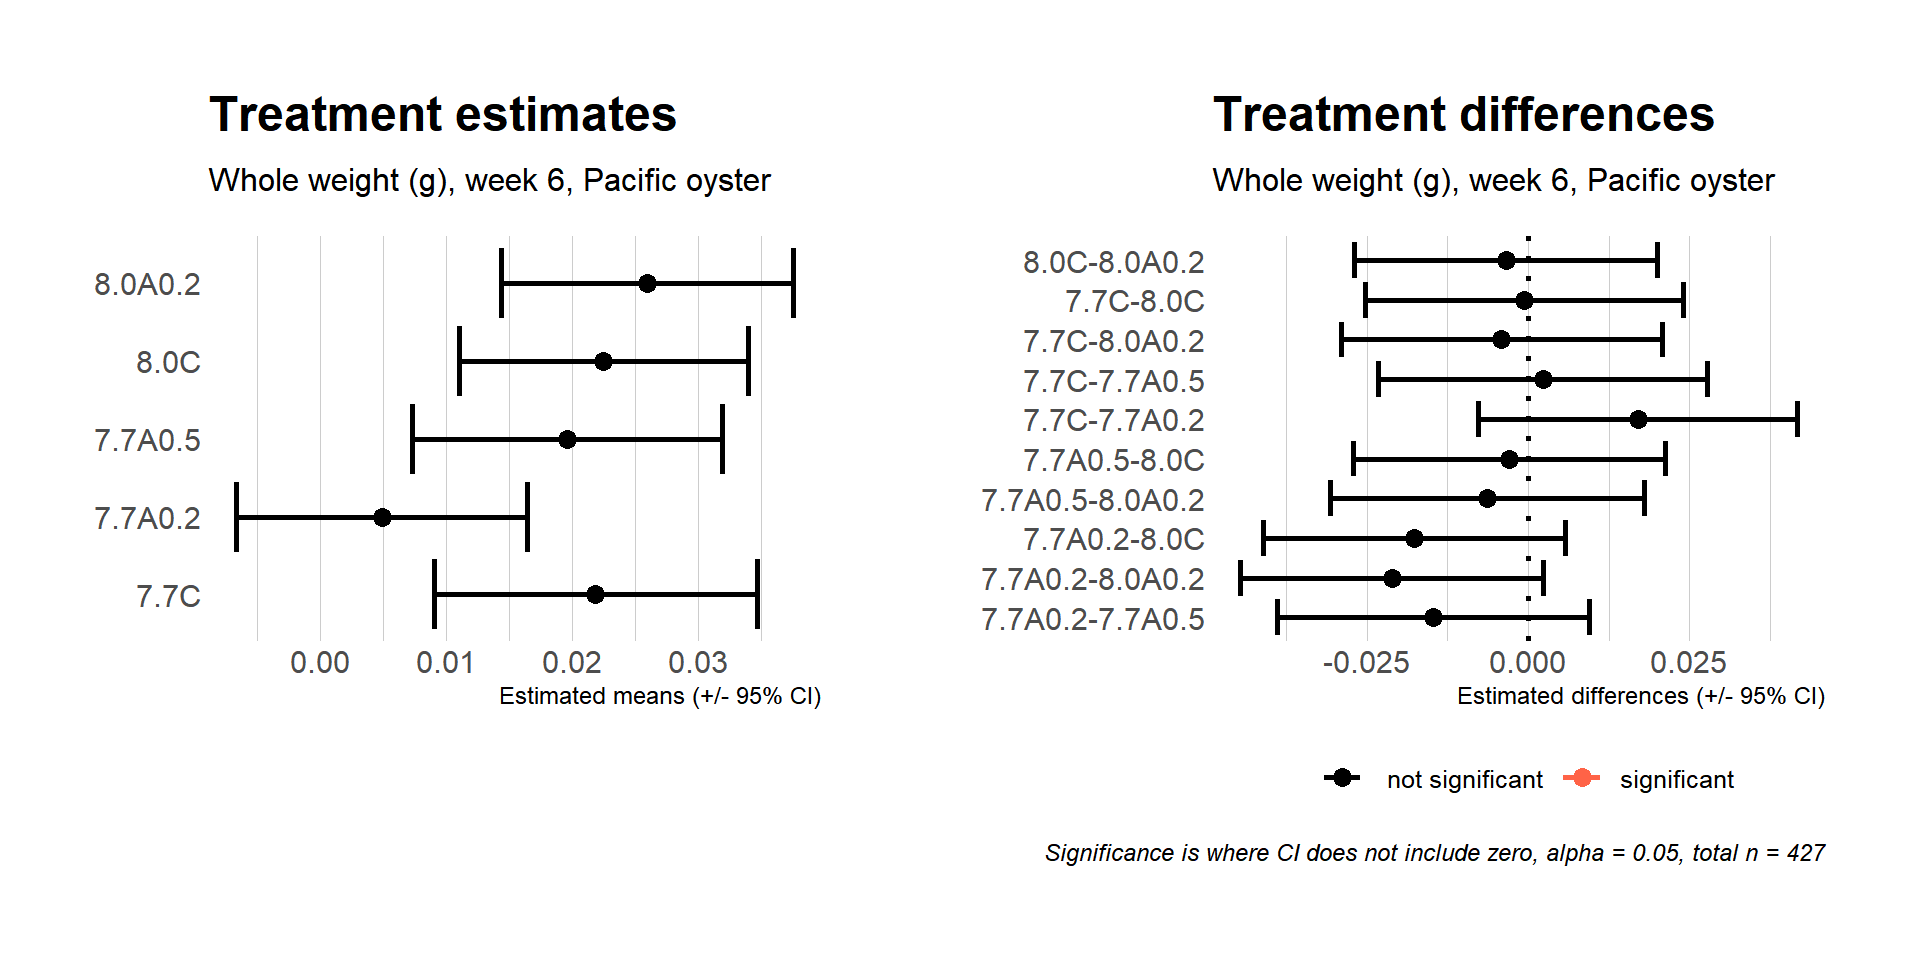 Treatment estimates
Whole weight (g), week 6, Pacific oyster
8.0A0.2
8.0C
7.7A0.5
7.7A0.2
7.7C
0.00 0.01 0.02 0.03
Estimated means (+/- 95% CI)
Treatment differences
Whole weight (g), week 6, Pacific oyster
8.0C-8.0A0.2
7.7C-8.0C
7.7C-8.0A0.2
7.7C-7.7A0.5
7.7C-7.7A0.2
7.7A0.5-8.0C
7.7A0.5-8.0A0.2
7.7A0.2-8.0C
7.7A0.2-8.0A0.2
7.7A0.2-7.7A0.5
-0.025 0.000 0.025
Estimated differences (+/- 95% CI)
not significant significant
Significance is where CI does not include zero, alpha = 0.05, total n = 427